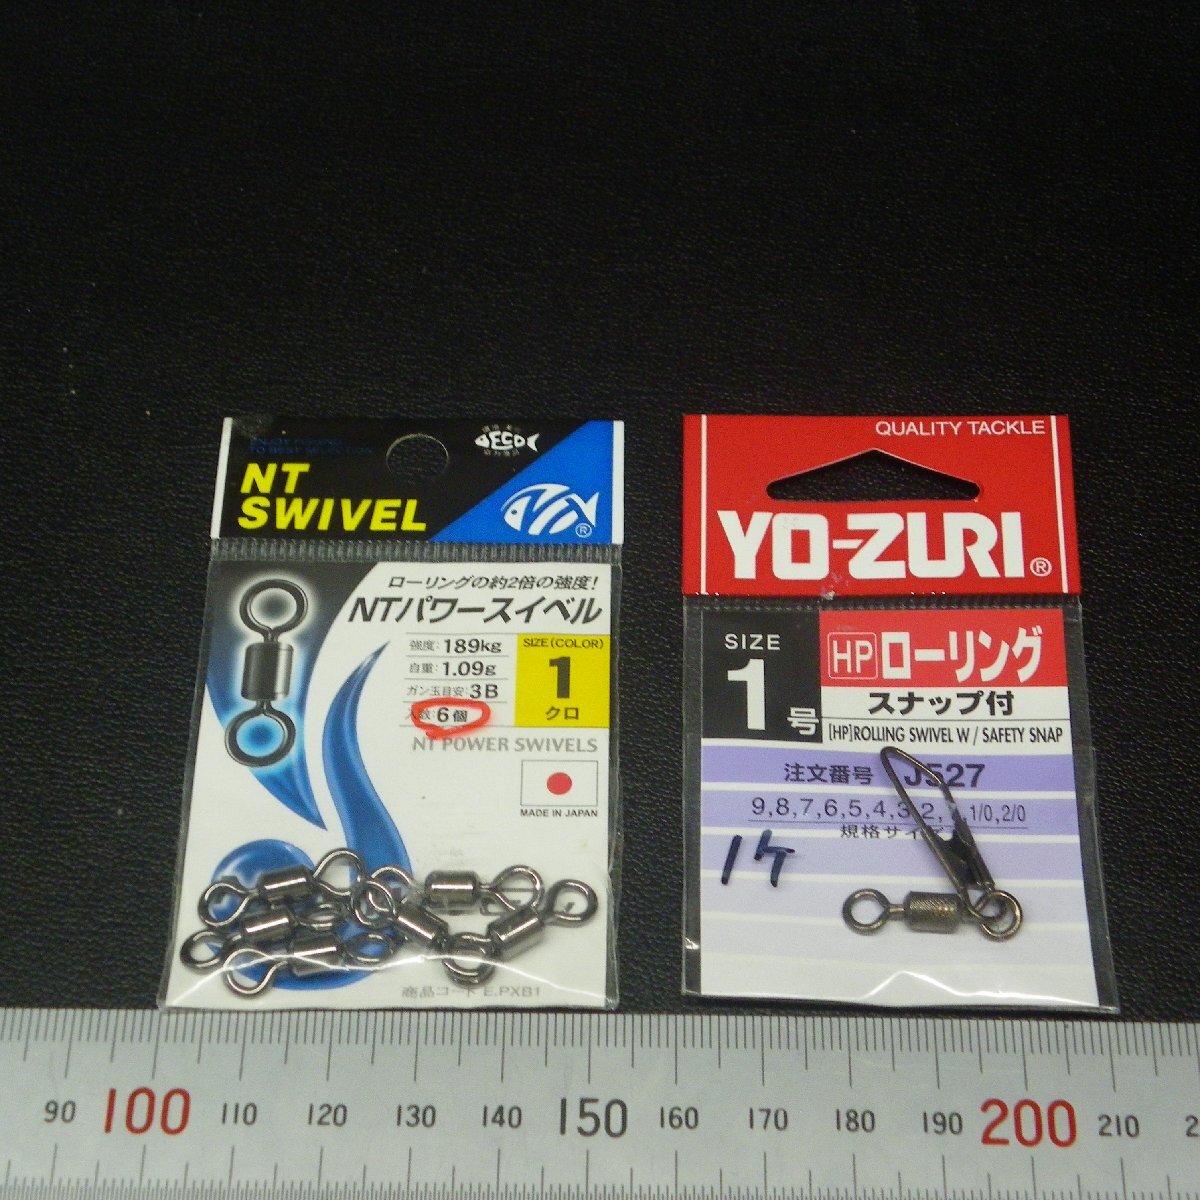 ENJOY FISHING
TO BEST SELECTION
NT
SWIVEL
ECO
®
ローリングの約2倍の強度!
NTパワースイベル
強度: 189kg
自重: 1.09g
ガン玉目安: 3B
入数: 6個
SIZE (COLOR)
1
クロ
NT POWER SWIVELS
MADE IN JAPAN
商品コード E.PXB1
QUALITY TACKLE
YO-ZURI®
SIZE
1号
HP ローリング
スナップ付
[HP]ROLLING SWIVEL W / SAFETY SNAP
注文番号 J527
9,8,7,6,5,4,3,2, 1/0,2/0
規格サイズ
1ケ
90 100 110 120 130 140 150 160 170 180 190 200 210